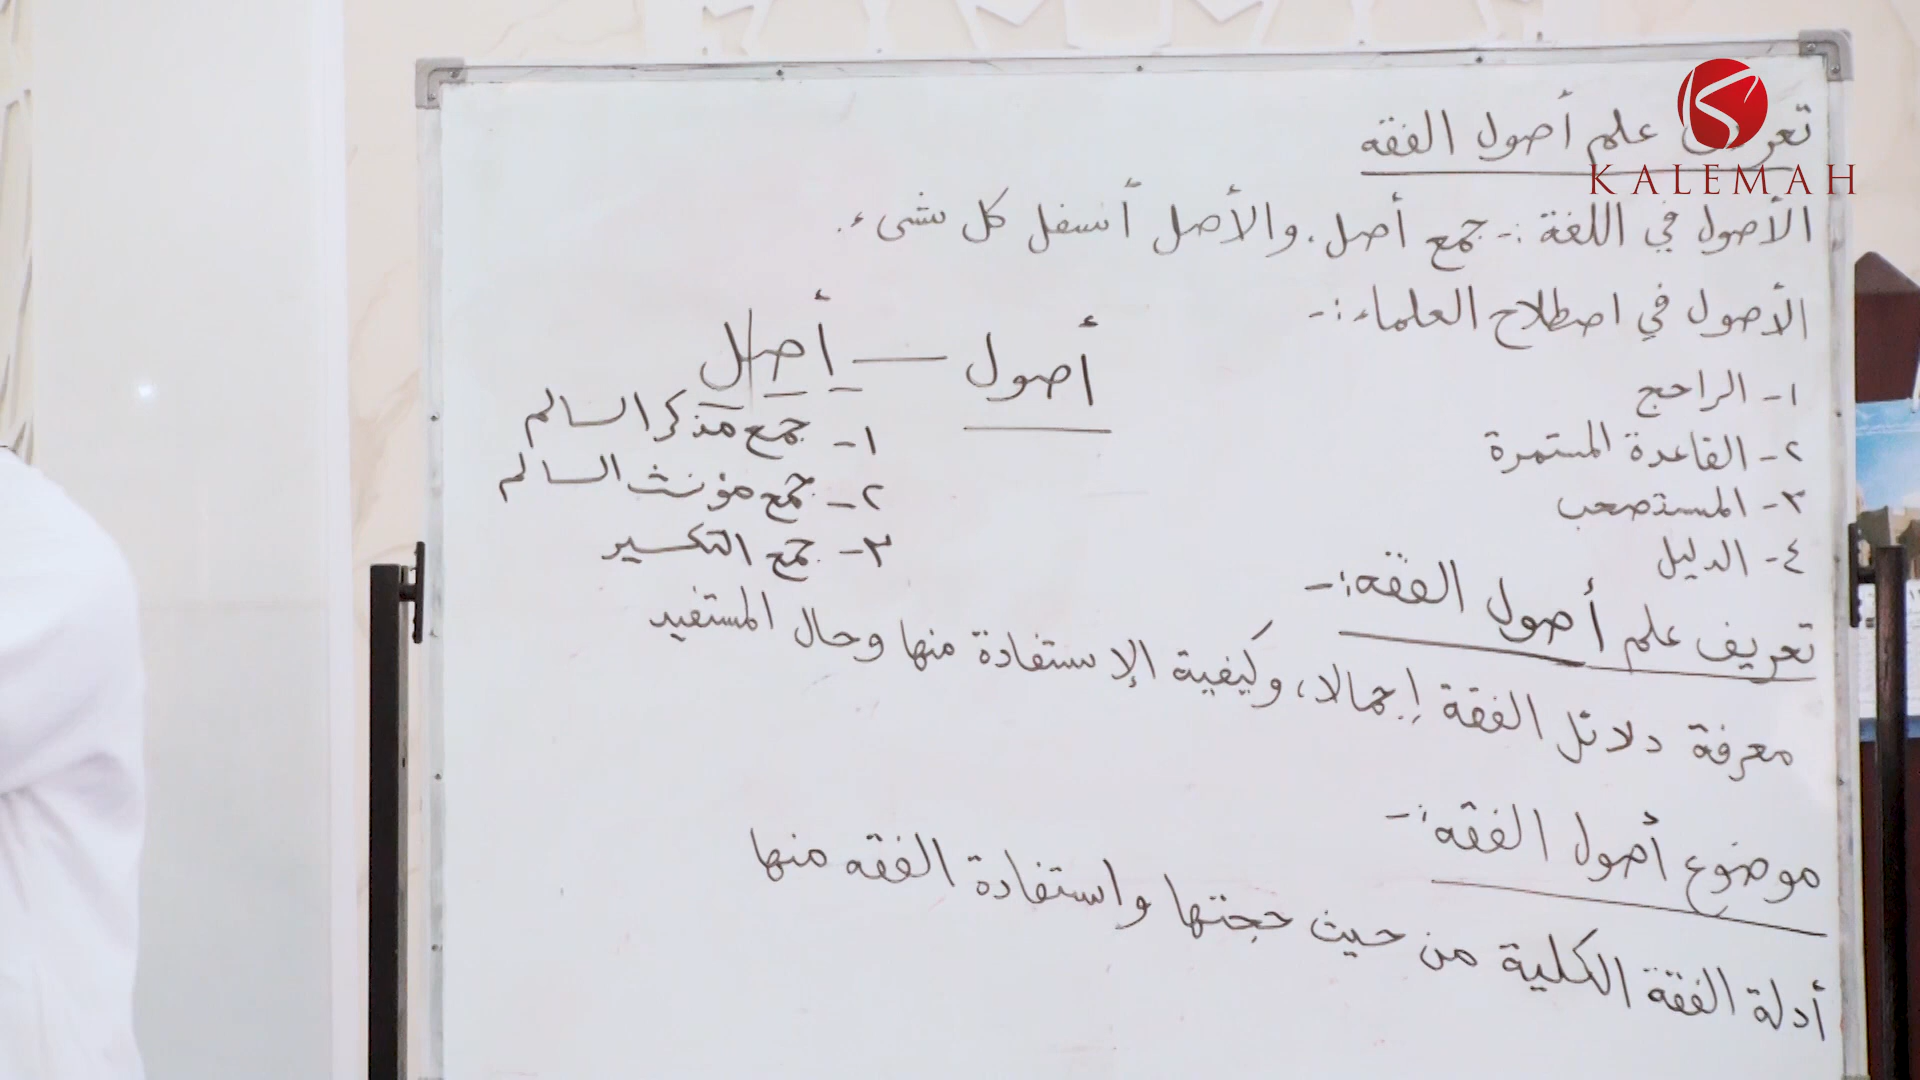 تعريف علم أصول الفقه
KALEMAH
الأصول في اللغة :- جمع أصل، والأصل أسفل كل شيء.
الأصول في اصطلاح العلماء :-
١- الراجح
٢- القاعدة المستمرة
٣- المستصحب
٤- الدليل
أصول — أصل
١- جمع مذكر السالم
٢- جمع مؤنث السالم
٣- جمع التكسير
تعريف علم أصول الفقه :-
معرفة دلائل الفقة إجمالا، وكيفية الإستفادة منها وحال المستفيد
موضوع أصول الفقه :-
أدلة الفقة الكلية من حيث حجتها واستفادة الفقه منها